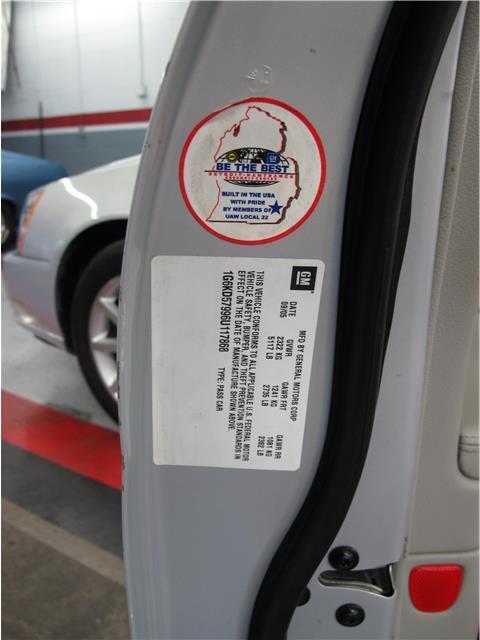 BE THE BEST
DETROIT-HAMTRAMCK
BUILT IN THE USA
WITH PRIDE
BY MEMBERS OF
UAW LOCAL 22
GM
MFD BY GENERAL MOTORS CORP
DATE GVWR GAWR FRT GAWR RR
09/05 2322 KG 1241 KG 1081 KG
5117 LB 2735 LB 2382 LB
THIS VEHICLE CONFORMS TO ALL APPLICABLE U.S. FEDERAL MOTOR
VEHICLE SAFETY, BUMPER, AND THEFT PREVENTION STANDARDS IN
EFFECT ON THE DATE OF MANUFACTURE SHOWN ABOVE.
1G6KD57996U117868 TYPE: PASS CAR